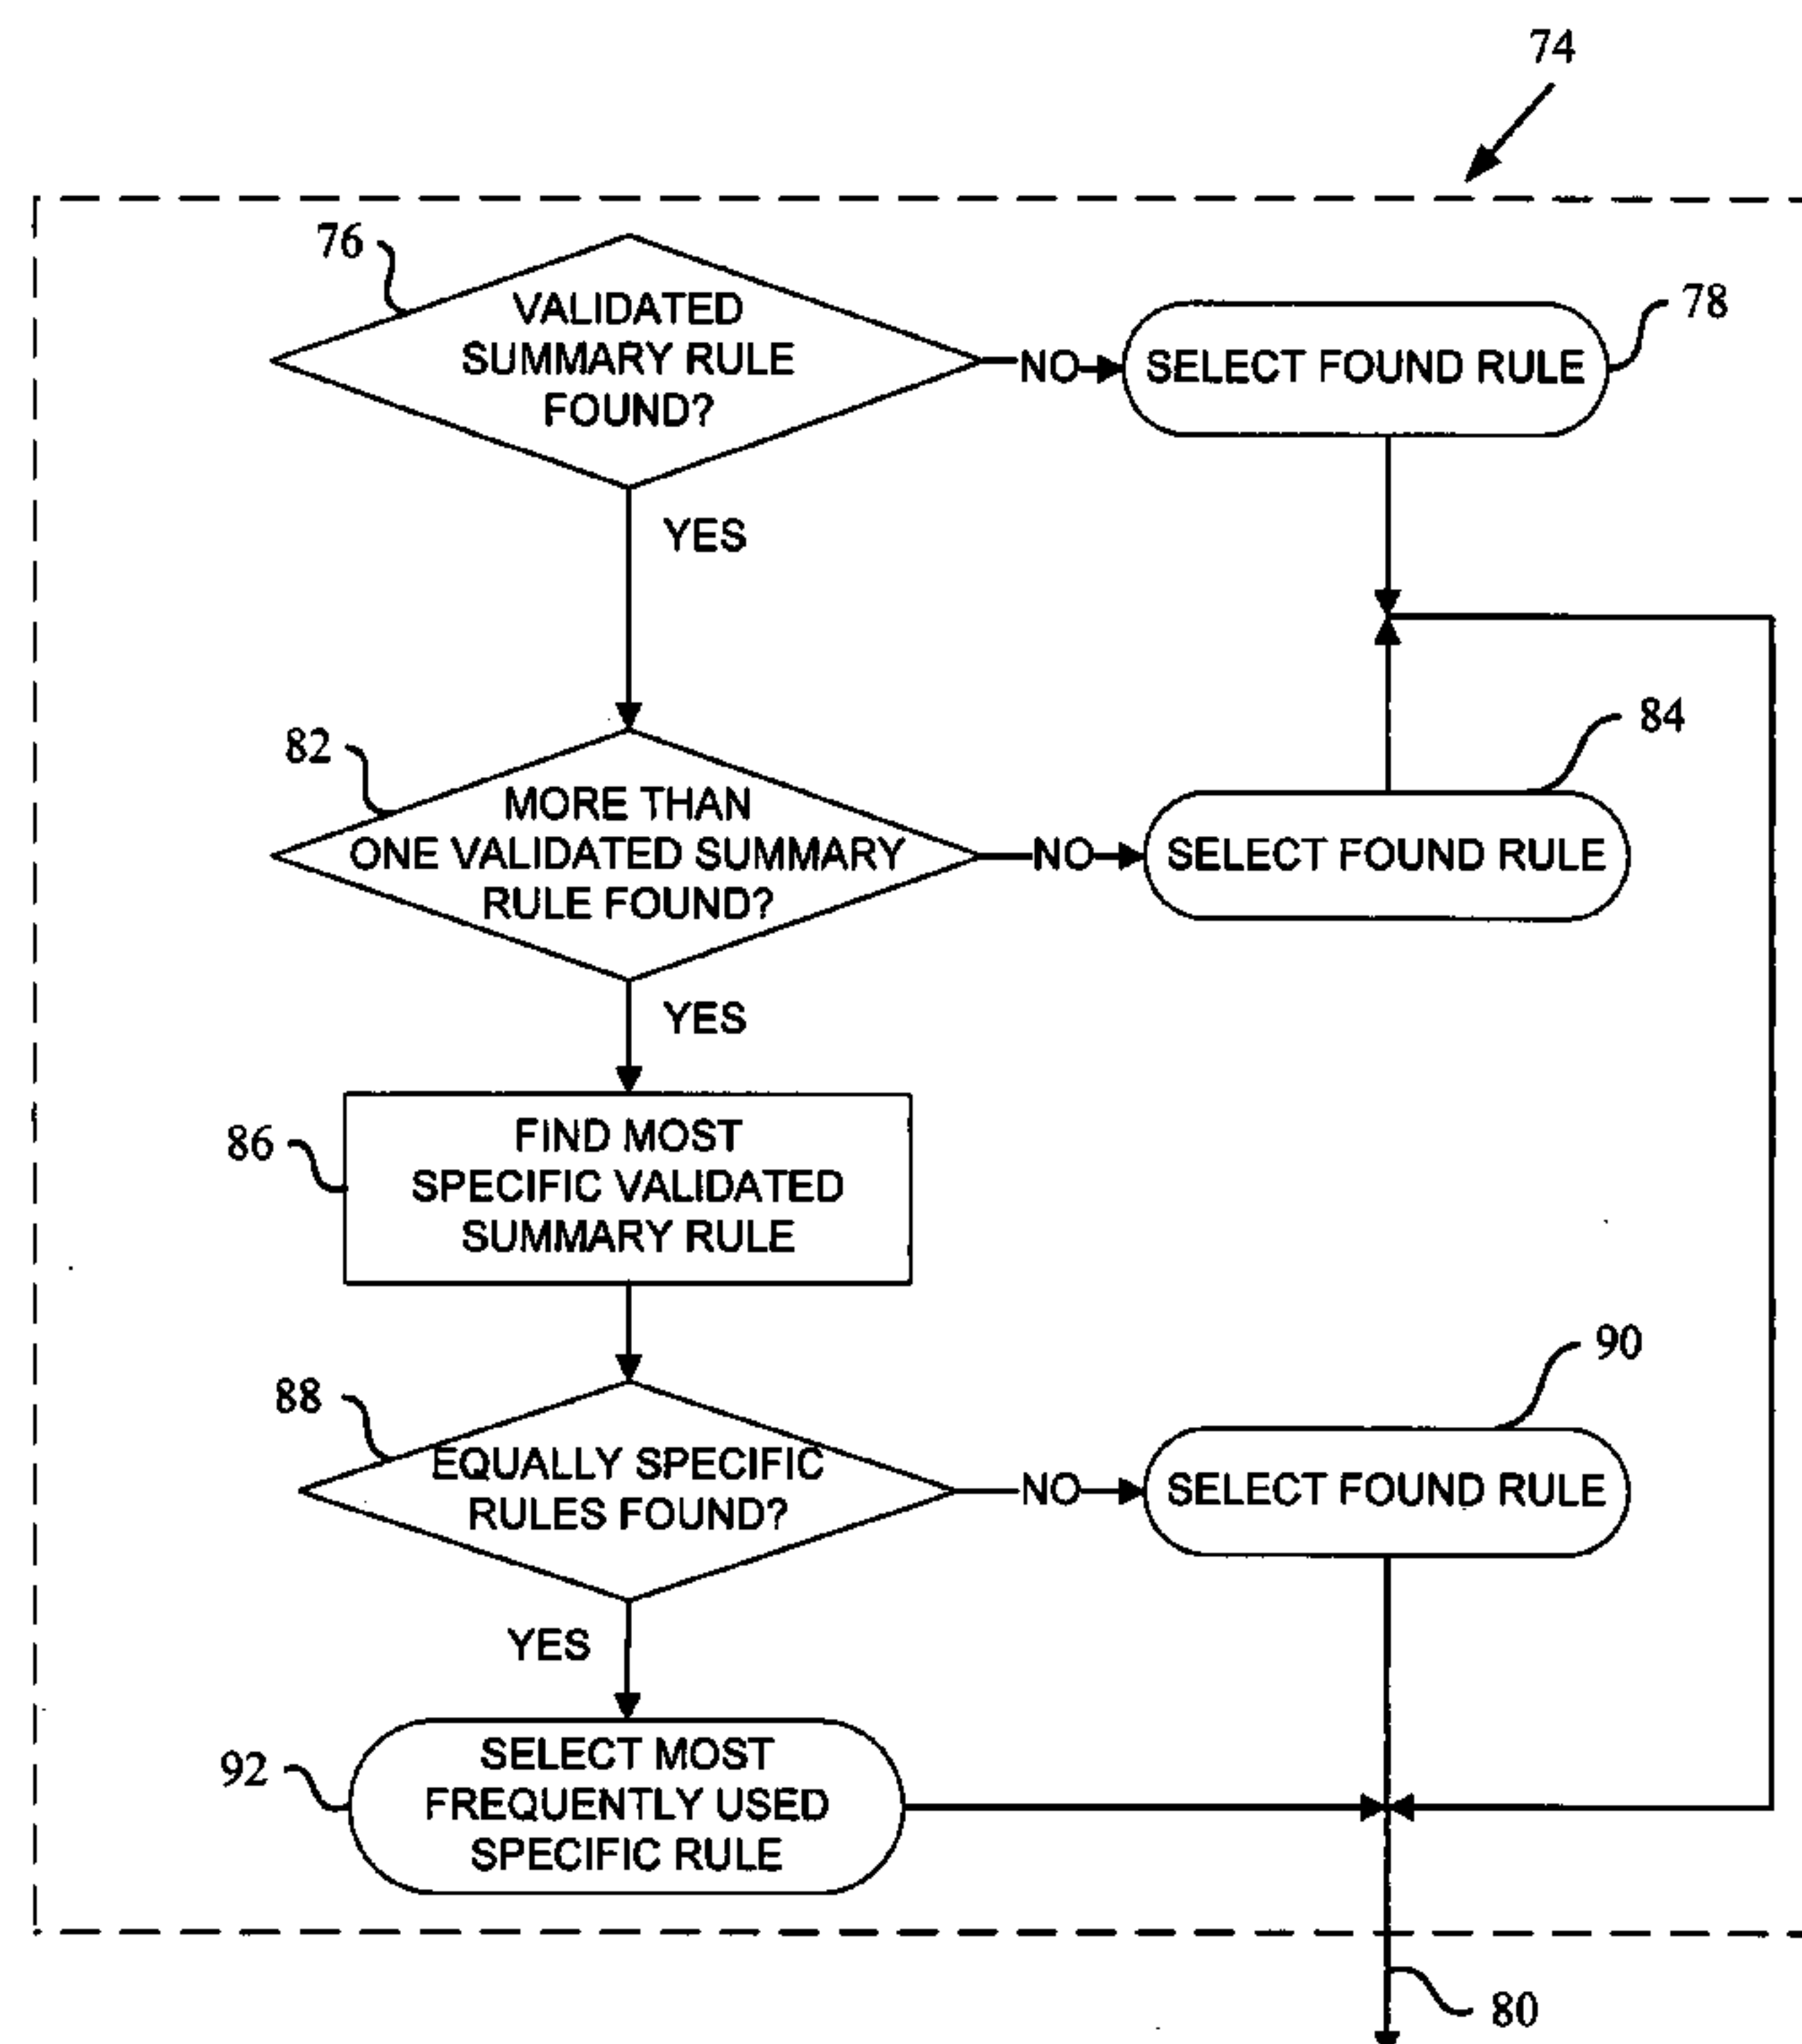 74
76
VALIDATED
SUMMARY RULE
FOUND?
NO
SELECT FOUND RULE
78
YES
82
MORE THAN
ONE VALIDATED SUMMARY
RULE FOUND?
NO
SELECT FOUND RULE
84
YES
86
FIND MOST
SPECIFIC VALIDATED
SUMMARY RULE
88
EQUALLY SPECIFIC
RULES FOUND?
NO
SELECT FOUND RULE
90
YES
92
SELECT MOST
FREQUENTLY USED
SPECIFIC RULE
80